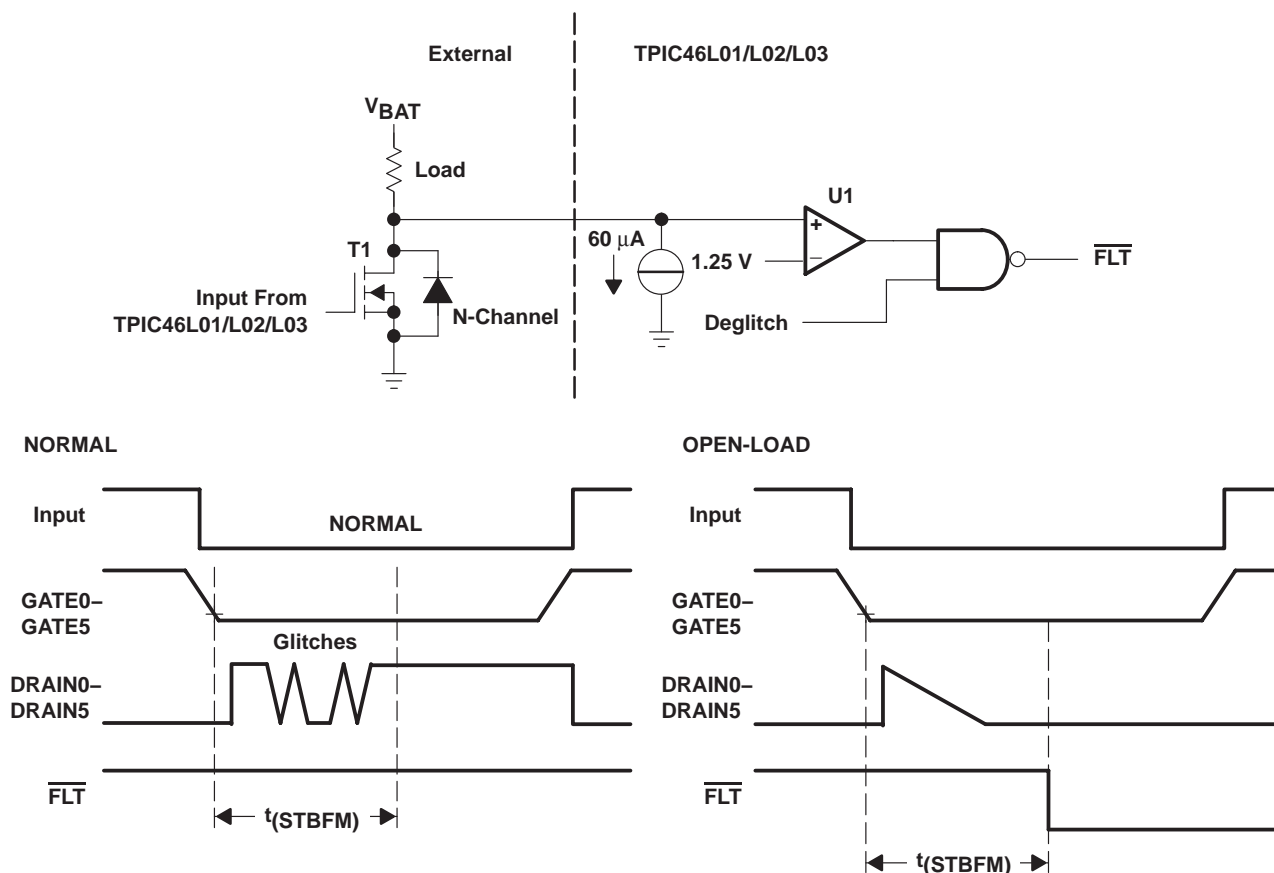 External
TPIC46L01/L02/L03
VBAT
Load
U1
+
T1
60 μA
1.25 V
−
FLT
Input From
TPIC46L01/L02/L03
N-Channel
Deglitch
NORMAL
OPEN-LOAD
Input
NORMAL
Input
GATE0–
GATE5
GATE0–
GATE5
Glitches
DRAIN0–
DRAIN5
DRAIN0–
DRAIN5
FLT
FLT
t(STBFM)
t(STBFM)